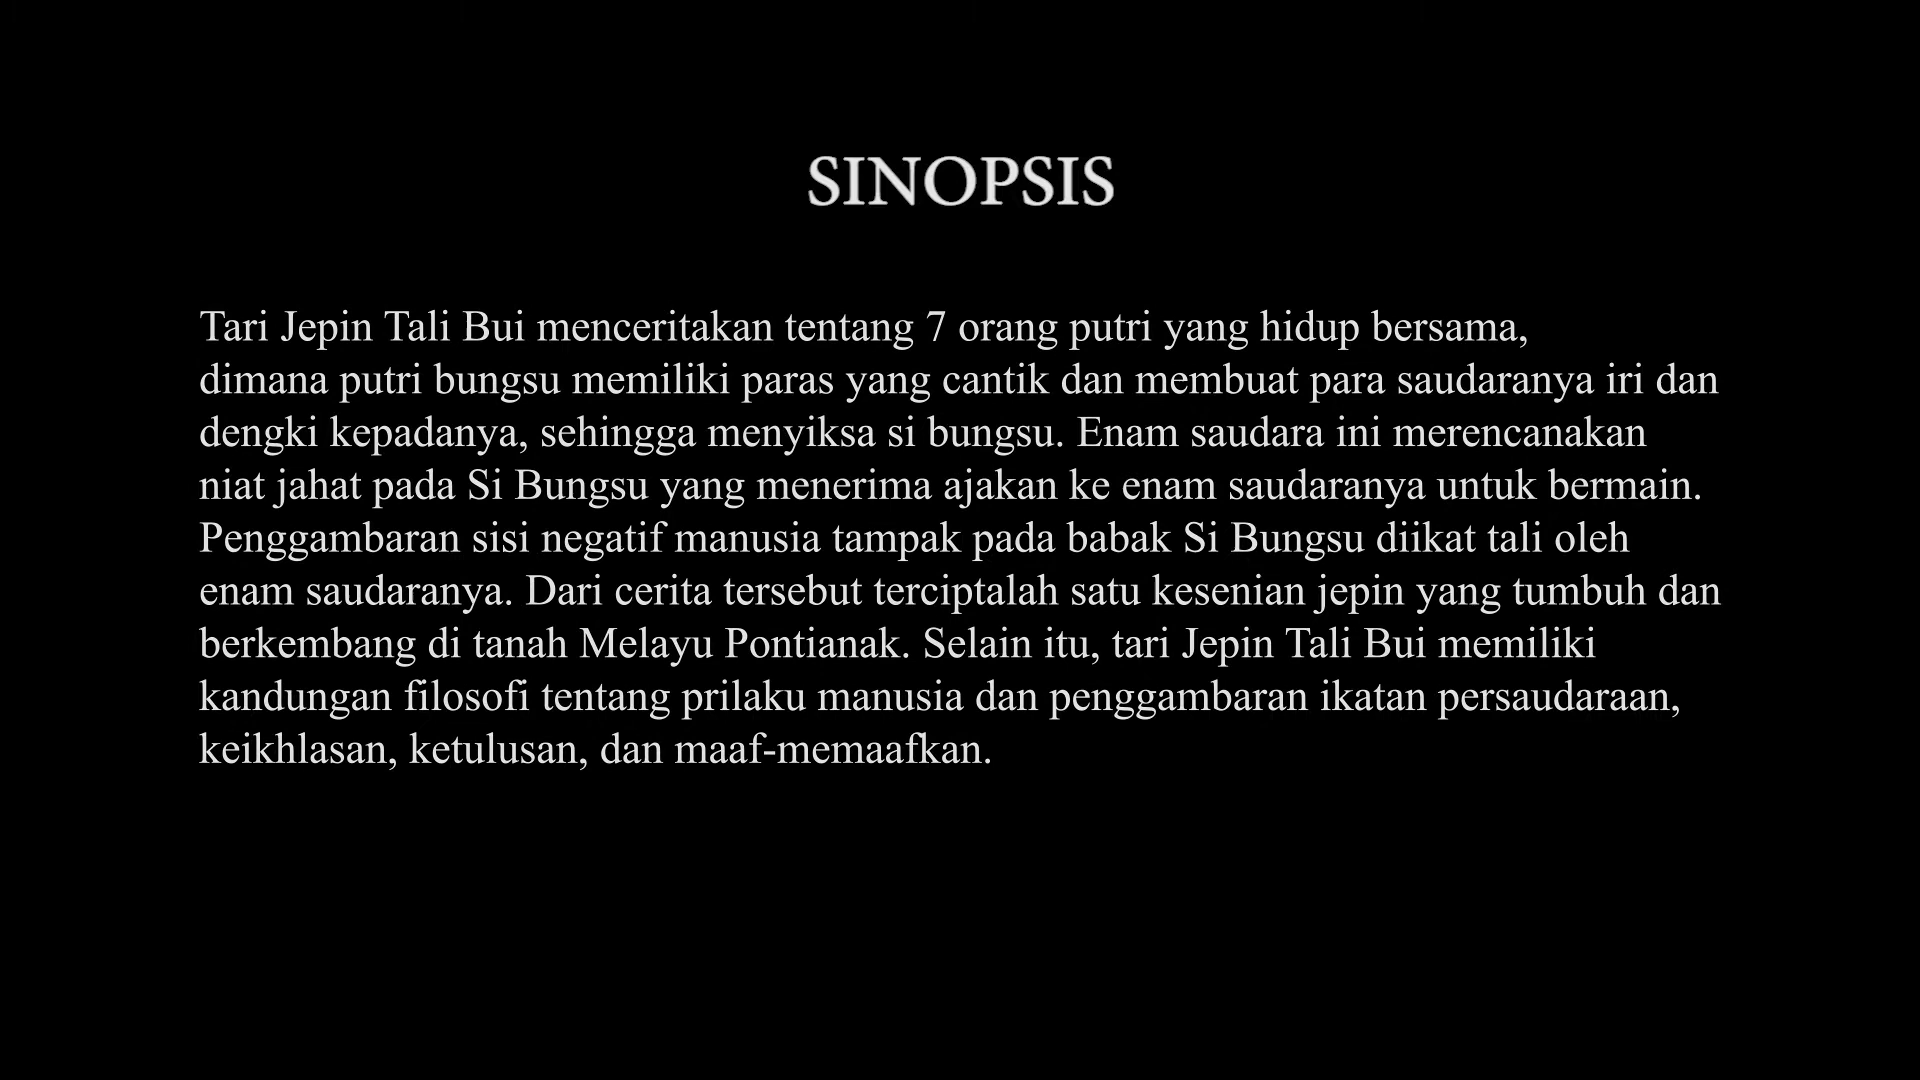 SINOPSIS
Tari Jepin Tali Bui menceritakan tentang 7 orang putri yang hidup bersama,
dimana putri bungsu memiliki paras yang cantik dan membuat para saudaranya iri dan
dengki kepadanya, sehingga menyiksa si bungsu. Enam saudara ini merencanakan
niat jahat pada Si Bungsu yang menerima ajakan ke enam saudaranya untuk bermain.
Penggambaran sisi negatif manusia tampak pada babak Si Bungsu diikat tali oleh
enam saudaranya. Dari cerita tersebut terciptalah satu kesenian jepin yang tumbuh dan
berkembang di tanah Melayu Pontianak. Selain itu, tari Jepin Tali Bui memiliki
kandungan filosofi tentang prilaku manusia dan penggambaran ikatan persaudaraan,
keikhlasan, ketulusan, dan maaf-memaafkan.